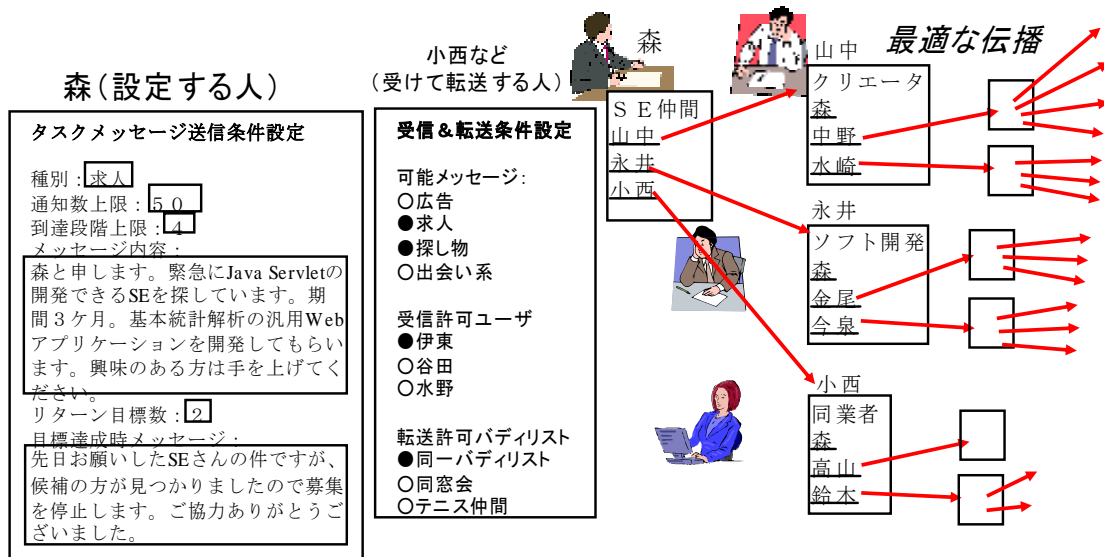 森(設定する人)
タスクメッセージ送信条件設定
種別:求人
通知数上限:50
到達段階上限:4
メッセージ内容:
森と申します。緊急にJava Servletの
開発できるSEを探しています。期
間3ケ月。基本統計解析の汎用Web
アプリケーションを開発してもらい
ます。興味のある方は手を上げてく
ださい。
リターン目標数:2
目標達成時メッセージ:
先日お願いしたSEさんの件ですが、
候補の方が見つかりましたので募集
を停止します。ご協力ありがとうご
ざいました。
小西など
(受けて転送する人)
受信&転送条件設定
可能メッセージ:
○広告
●求人
●探し物
○出会い系
受信許可ユーザ
●伊東
○谷田
○水野
転送許可バディリスト
●同一バディリスト
○同窓会
○テニス仲間
森
SE仲間
山中
永井
小西
最適な伝播
山中
クリエータ
森
中野
水崎
永井
ソフト開発
森
金尾
今泉
小西
同業者
森
高山
鈴木